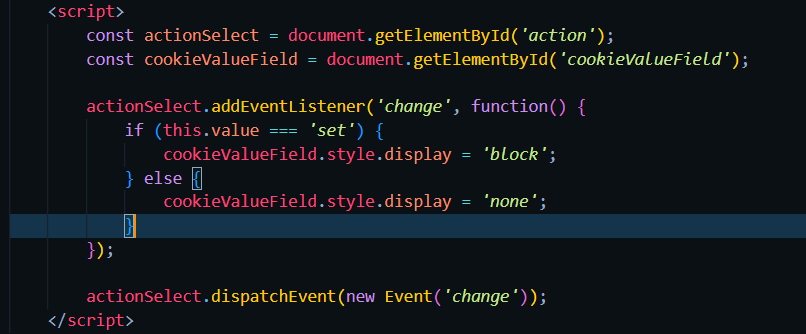 <script>
const actionSelect = document.getElementById('action');
const cookieValueField = document.getElementById('cookieValueField');
actionSelect.addEventListener('change', function() {
if (this.value === 'set') {
cookieValueField.style.display = 'block';
} else {
cookieValueField.style.display = 'none';
}
});
actionSelect.dispatchEvent(new Event('change'));
</script>